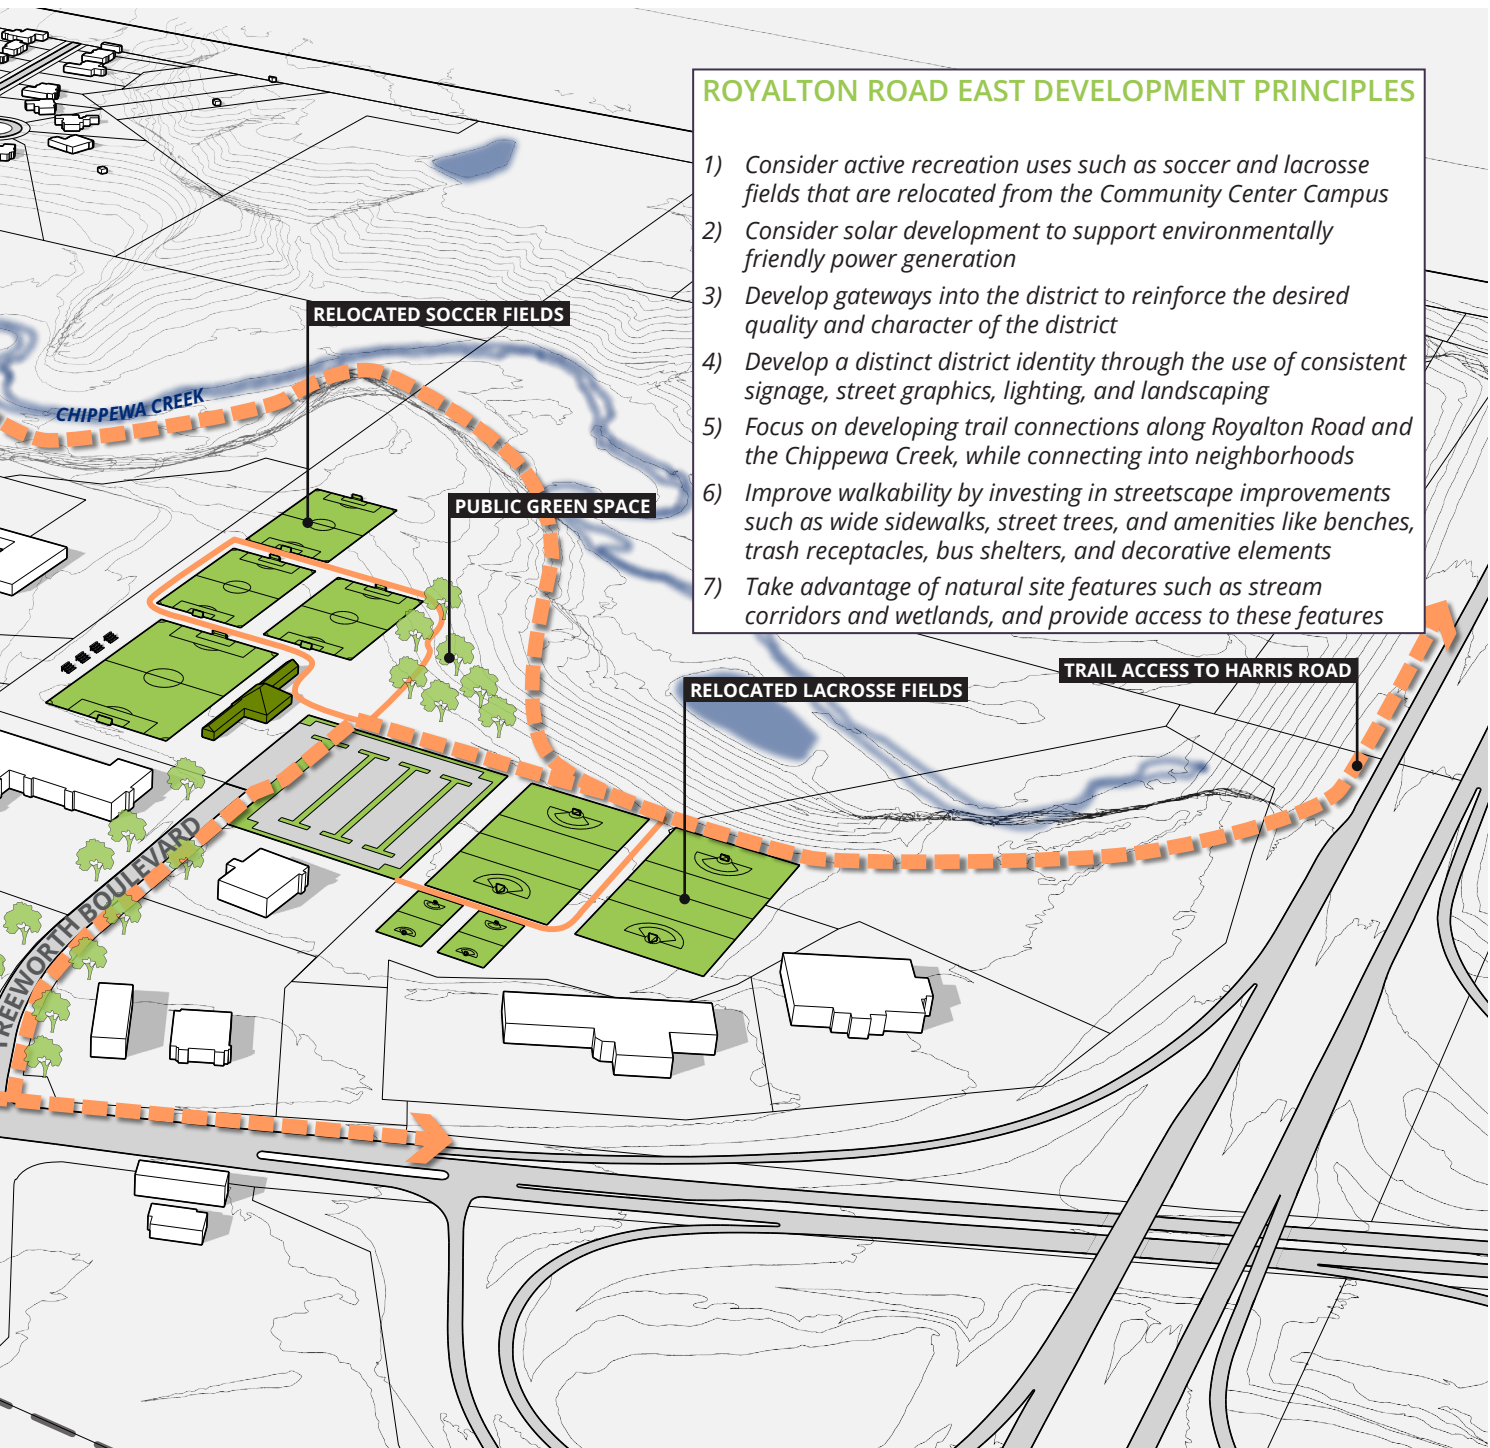 ROYALTON ROAD EAST DEVELOPMENT PRINCIPLES
1) Consider active recreation uses such as soccer and lacrosse
fields that are relocated from the Community Center Campus
2) Consider solar development to support environmentally
friendly power generation
3) Develop gateways into the district to reinforce the desired
quality and character of the district
4) Develop a distinct district identity through the use of consistent
signage, street graphics, lighting, and landscaping
5) Focus on developing trail connections along Royalton Road and
the Chippewa Creek, while connecting into neighborhoods
6) Improve walkability by investing in streetscape improvements
such as wide sidewalks, street trees, and amenities like benches,
trash receptacles, bus shelters, and decorative elements
7) Take advantage of natural site features such as stream
corridors and wetlands, and provide access to these features
RELOCATED SOCCER FIELDS
CHIPPEWA CREEK
PUBLIC GREEN SPACE
TRAIL ACCESS TO HARRIS ROAD
RELOCATED LACROSSE FIELDS
TREEWORTH BOULEVARD